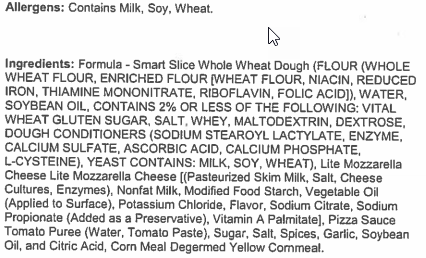 Allergens: Contains Milk, Soy, Wheat.
Ingredients: Formula - Smart Slice Whole Wheat Dough (FLOUR (WHOLE
WHEAT FLOUR, ENRICHED FLOUR [WHEAT FLOUR, NIACIN, REDUCED
IRON, THIAMINE MONONITRATE, RIBOFLAVIN, FOLIC ACID]), WATER,
SOYBEAN OIL, CONTAINS 2% OR LESS OF THE FOLLOWING: VITAL
WHEAT GLUTEN SUGAR, SALT, WHEY, MALTODEXTRIN, DEXTROSE,
DOUGH CONDITIONERS (SODIUM STEAROYL LACTYLATE, ENZYME,
CALCIUM SULFATE, ASCORBIC ACID, CALCIUM PHOSPHATE,
L-CYSTEINE), YEAST CONTAINS: MILK, SOY, WHEAT), Lite Mozzarella
Cheese Lite Mozzarella Cheese [(Pasteurized Skim Milk, Salt, Cheese
Cultures, Enzymes), Nonfat Milk, Modified Food Starch, Vegetable Oil
(Applied to Surface), Potassium Chloride, Flavor, Sodium Citrate, Sodium
Propionate (Added as a Preservative), Vitamin A Palmitate], Pizza Sauce
Tomato Puree (Water, Tomato Paste), Sugar, Salt, Spices, Garlic, Soybean
Oil, and Citric Acid, Corn Meal Degermed Yellow Cornmeal.